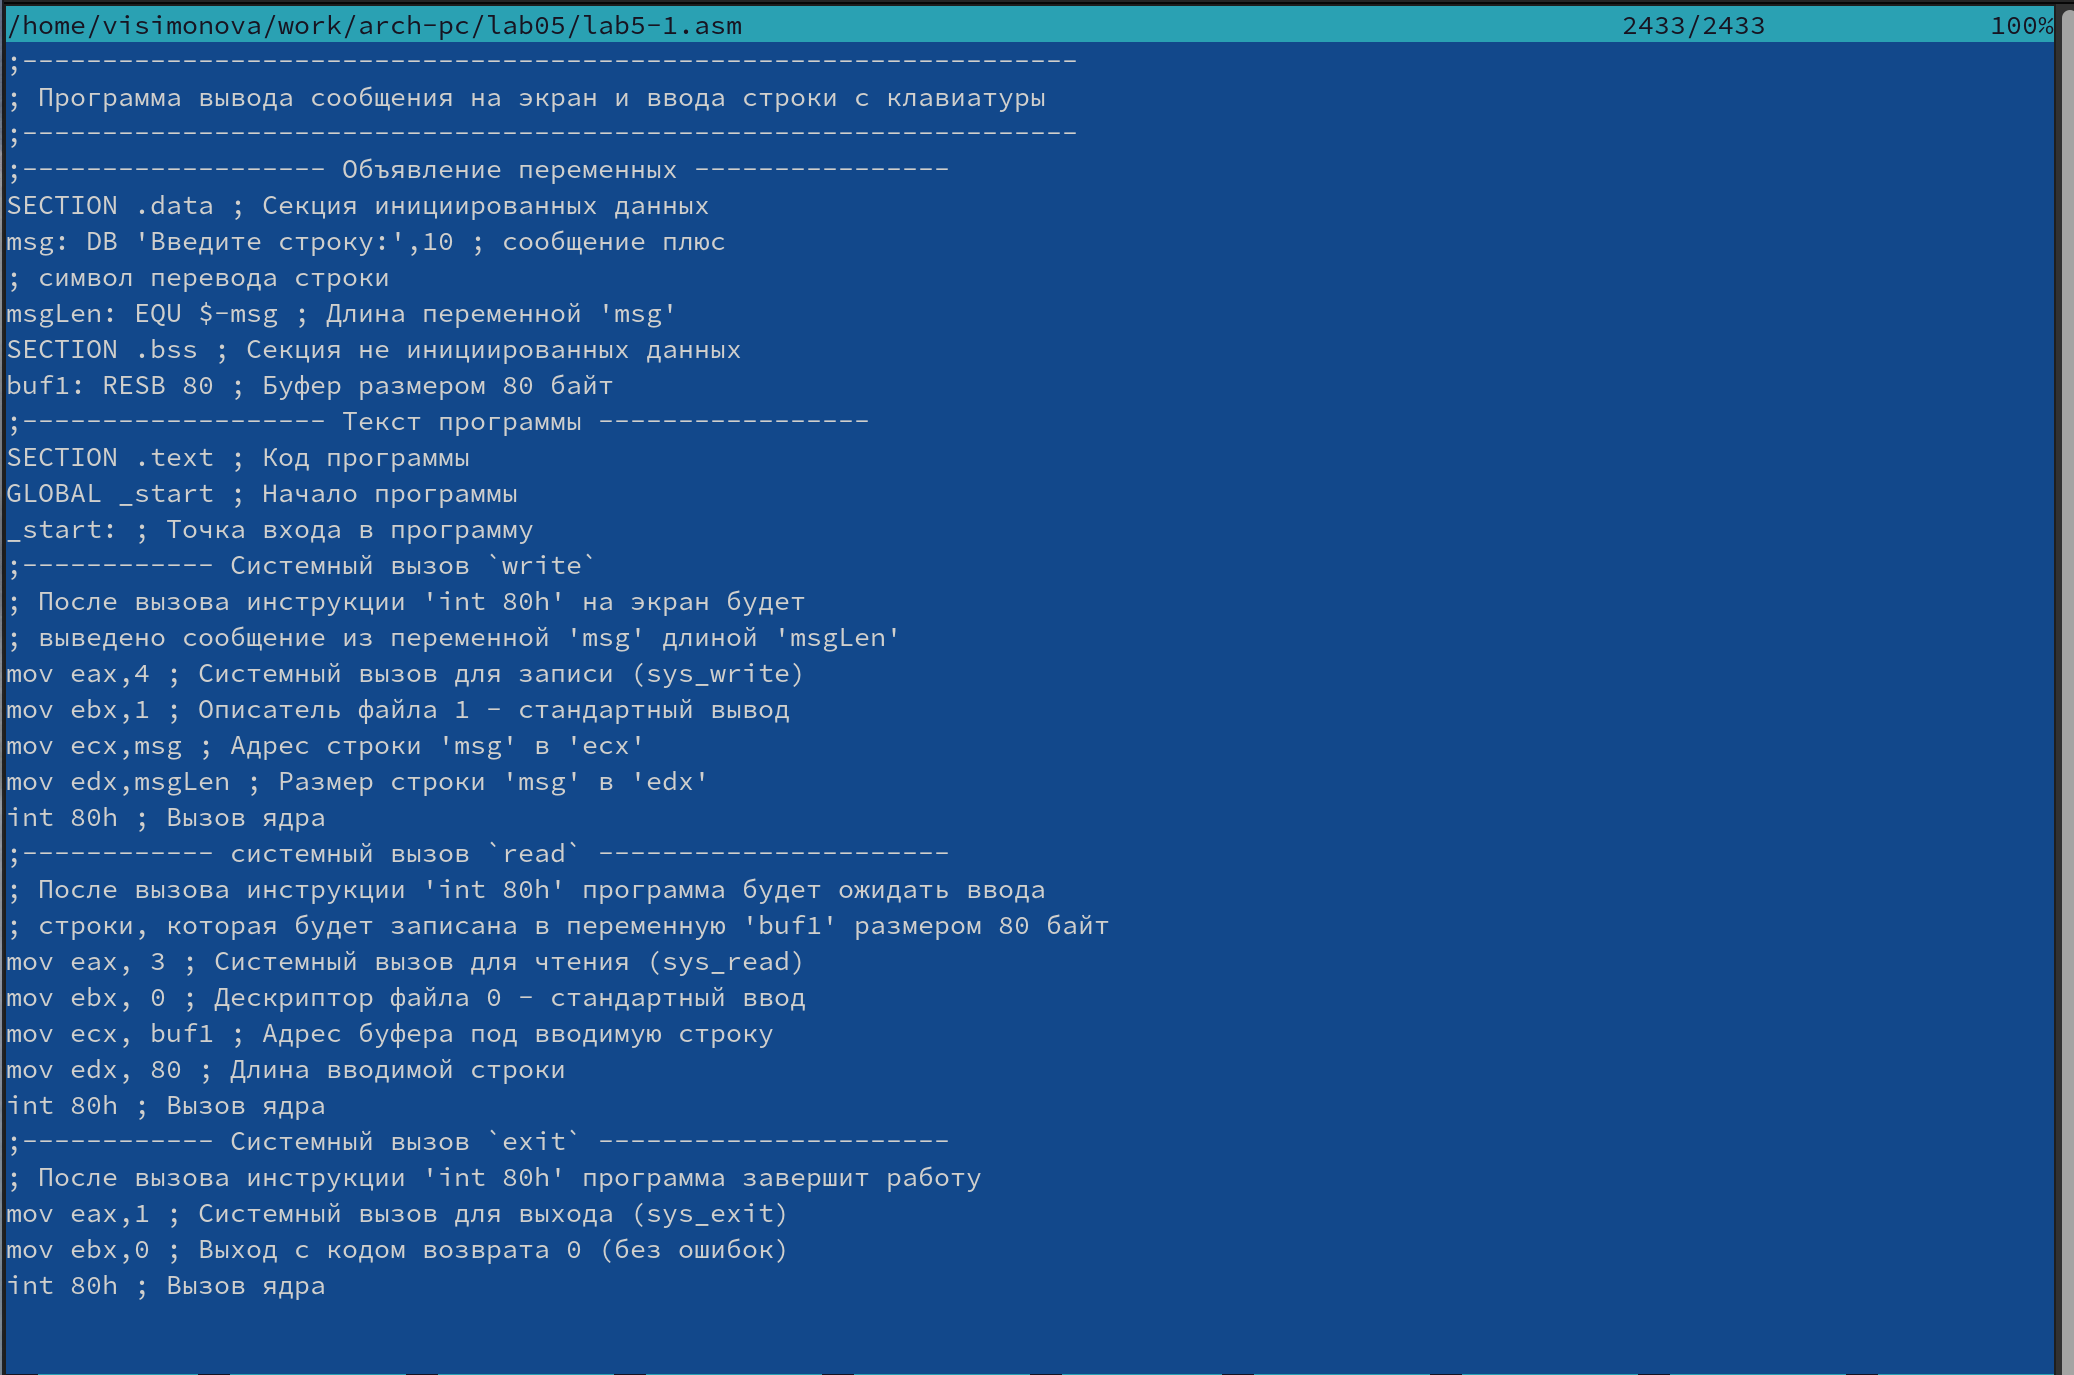 /home/visimonova/work/arch-pc/lab05/lab5-1.asm 2433/2433 100%
;------------------------------------------------------------------
; Программа вывода сообщения на экран и ввода строки с клавиатуры
;------------------------------------------------------------------
;------------------- Объявление переменных ----------------
SECTION .data ; Секция инициированных данных
msg: DB 'Введите строку:',10 ; сообщение плюс
; символ перевода строки
msgLen: EQU $-msg ; Длина переменной 'msg'
SECTION .bss ; Секция не инициированных данных
buf1: RESB 80 ; Буфер размером 80 байт
;------------------- Текст программы -----------------
SECTION .text ; Код программы
GLOBAL _start ; Начало программы
_start: ; Точка входа в программу
;------------ Системный вызов `write`
; После вызова инструкции 'int 80h' на экран будет
; выведено сообщение из переменной 'msg' длиной 'msgLen'
mov eax,4 ; Системный вызов для записи (sys_write)
mov ebx,1 ; Описатель файла 1 - стандартный вывод
mov ecx,msg ; Адрес строки 'msg' в 'ecx'
mov edx,msgLen ; Размер строки 'msg' в 'edx'
int 80h ; Вызов ядра
;------------ системный вызов `read` ----------------------
; После вызова инструкции 'int 80h' программа будет ожидать ввода
; строки, которая будет записана в переменную 'buf1' размером 80 байт
mov eax, 3 ; Системный вызов для чтения (sys_read)
mov ebx, 0 ; Дескриптор файла 0 - стандартный ввод
mov ecx, buf1 ; Адрес буфера под вводимую строку
mov edx, 80 ; Длина вводимой строки
int 80h ; Вызов ядра
;------------ Системный вызов `exit` ----------------------
; После вызова инструкции 'int 80h' программа завершит работу
mov eax,1 ; Системный вызов для выхода (sys_exit)
mov ebx,0 ; Выход с кодом возврата 0 (без ошибок)
int 80h ; Вызов ядра